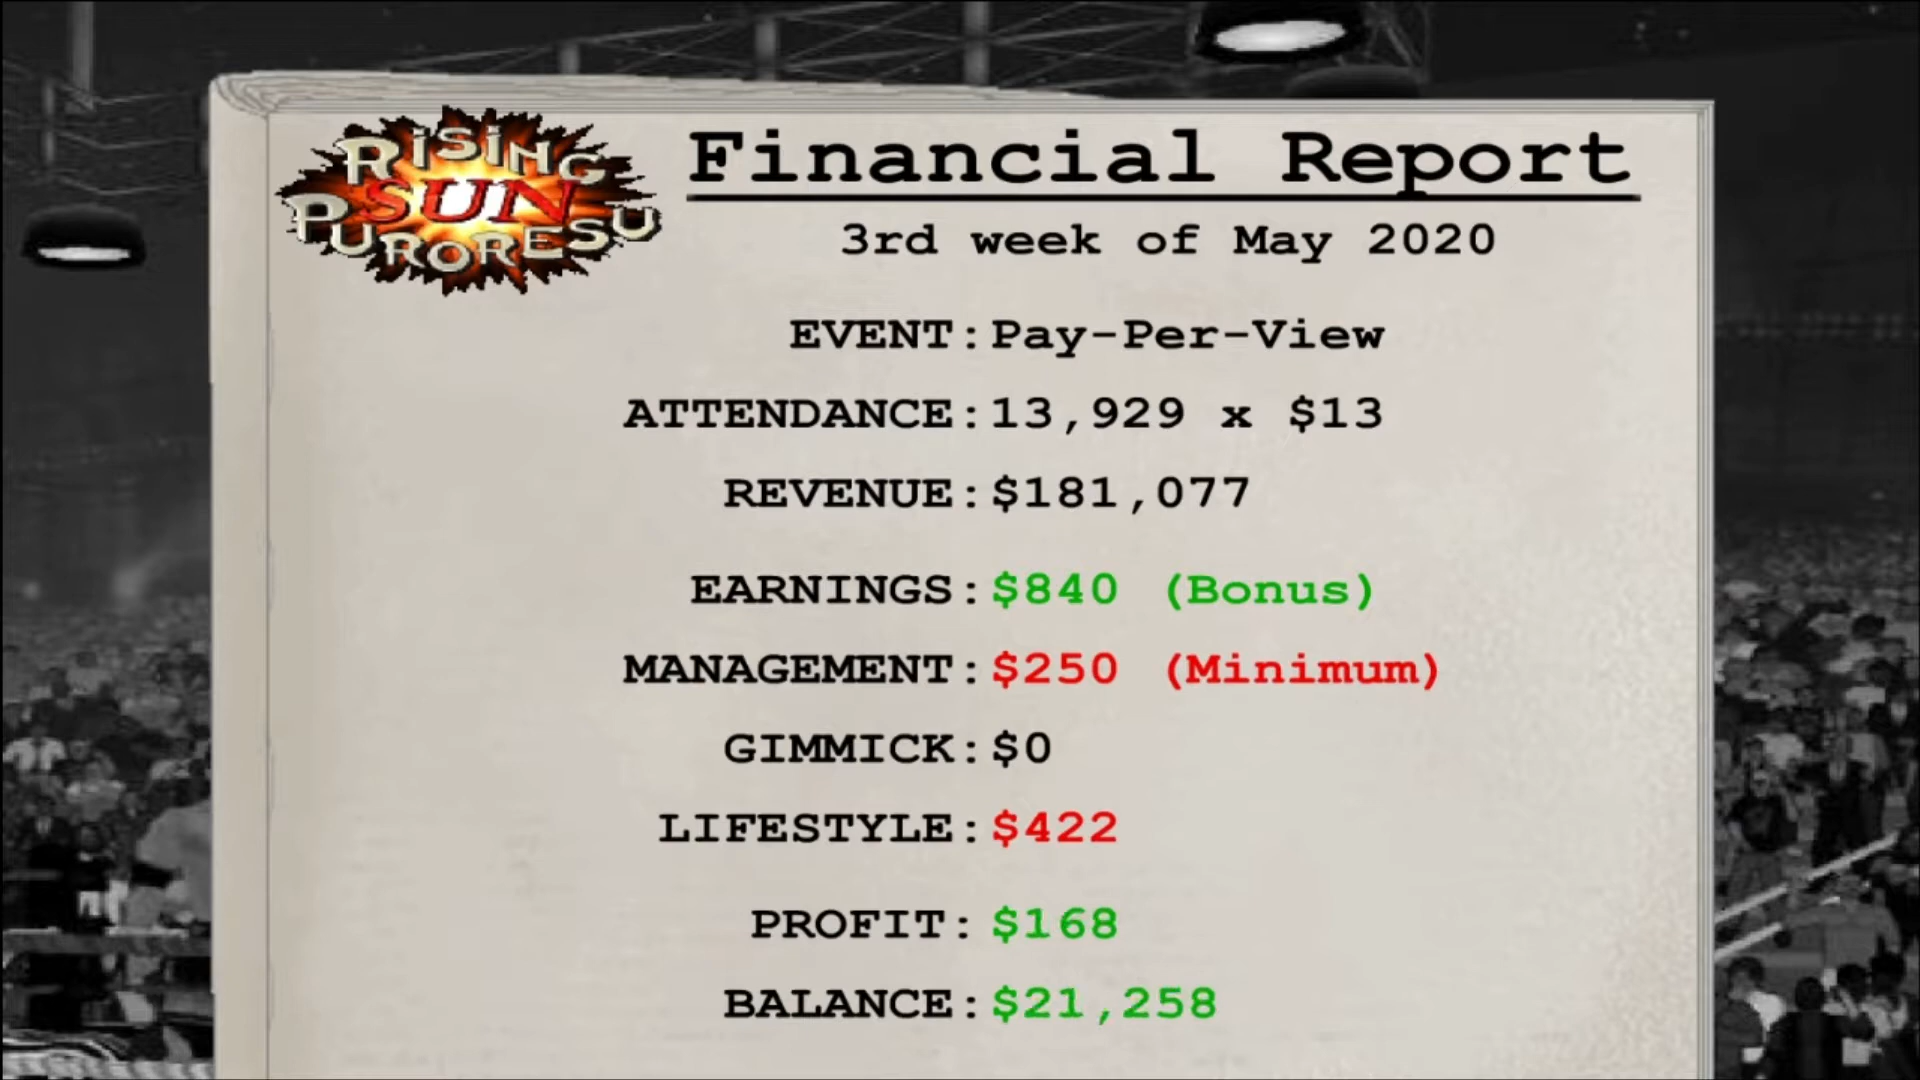 RISING
SUN
PURORESU
Financial Report
3rd week of May 2020
EVENT: Pay-Per-View
ATTENDANCE: 13,929 x $13
REVENUE: $181,077
EARNINGS: $840 (Bonus)
MANAGEMENT: $250 (Minimum)
GIMMICK: $0
LIFESTYLE: $422
PROFIT: $168
BALANCE: $21,258